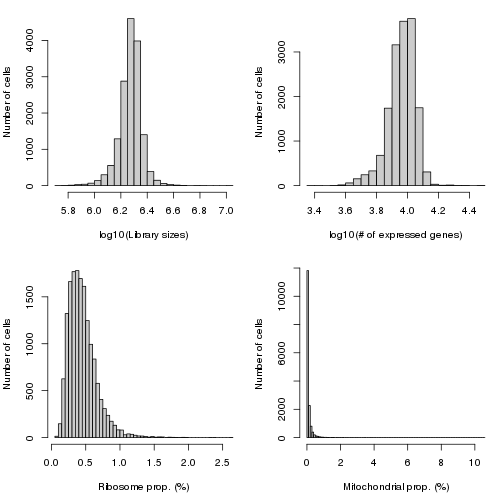 Number of cells
0 1000 2000 3000 4000
5.8 6.0 6.2 6.4 6.6 6.8 7.0
log10(Library sizes)
Number of cells
0 1000 3000
3.4 3.6 3.8 4.0 4.2 4.4
log10(# of expressed genes)
Number of cells
0 500 1000 1500
0.0 0.5 1.0 1.5 2.0 2.5
Ribosome prop. (%)
Number of cells
0 2000 6000 10000
0 2 4 6 8 10
Mitochondrial prop. (%)